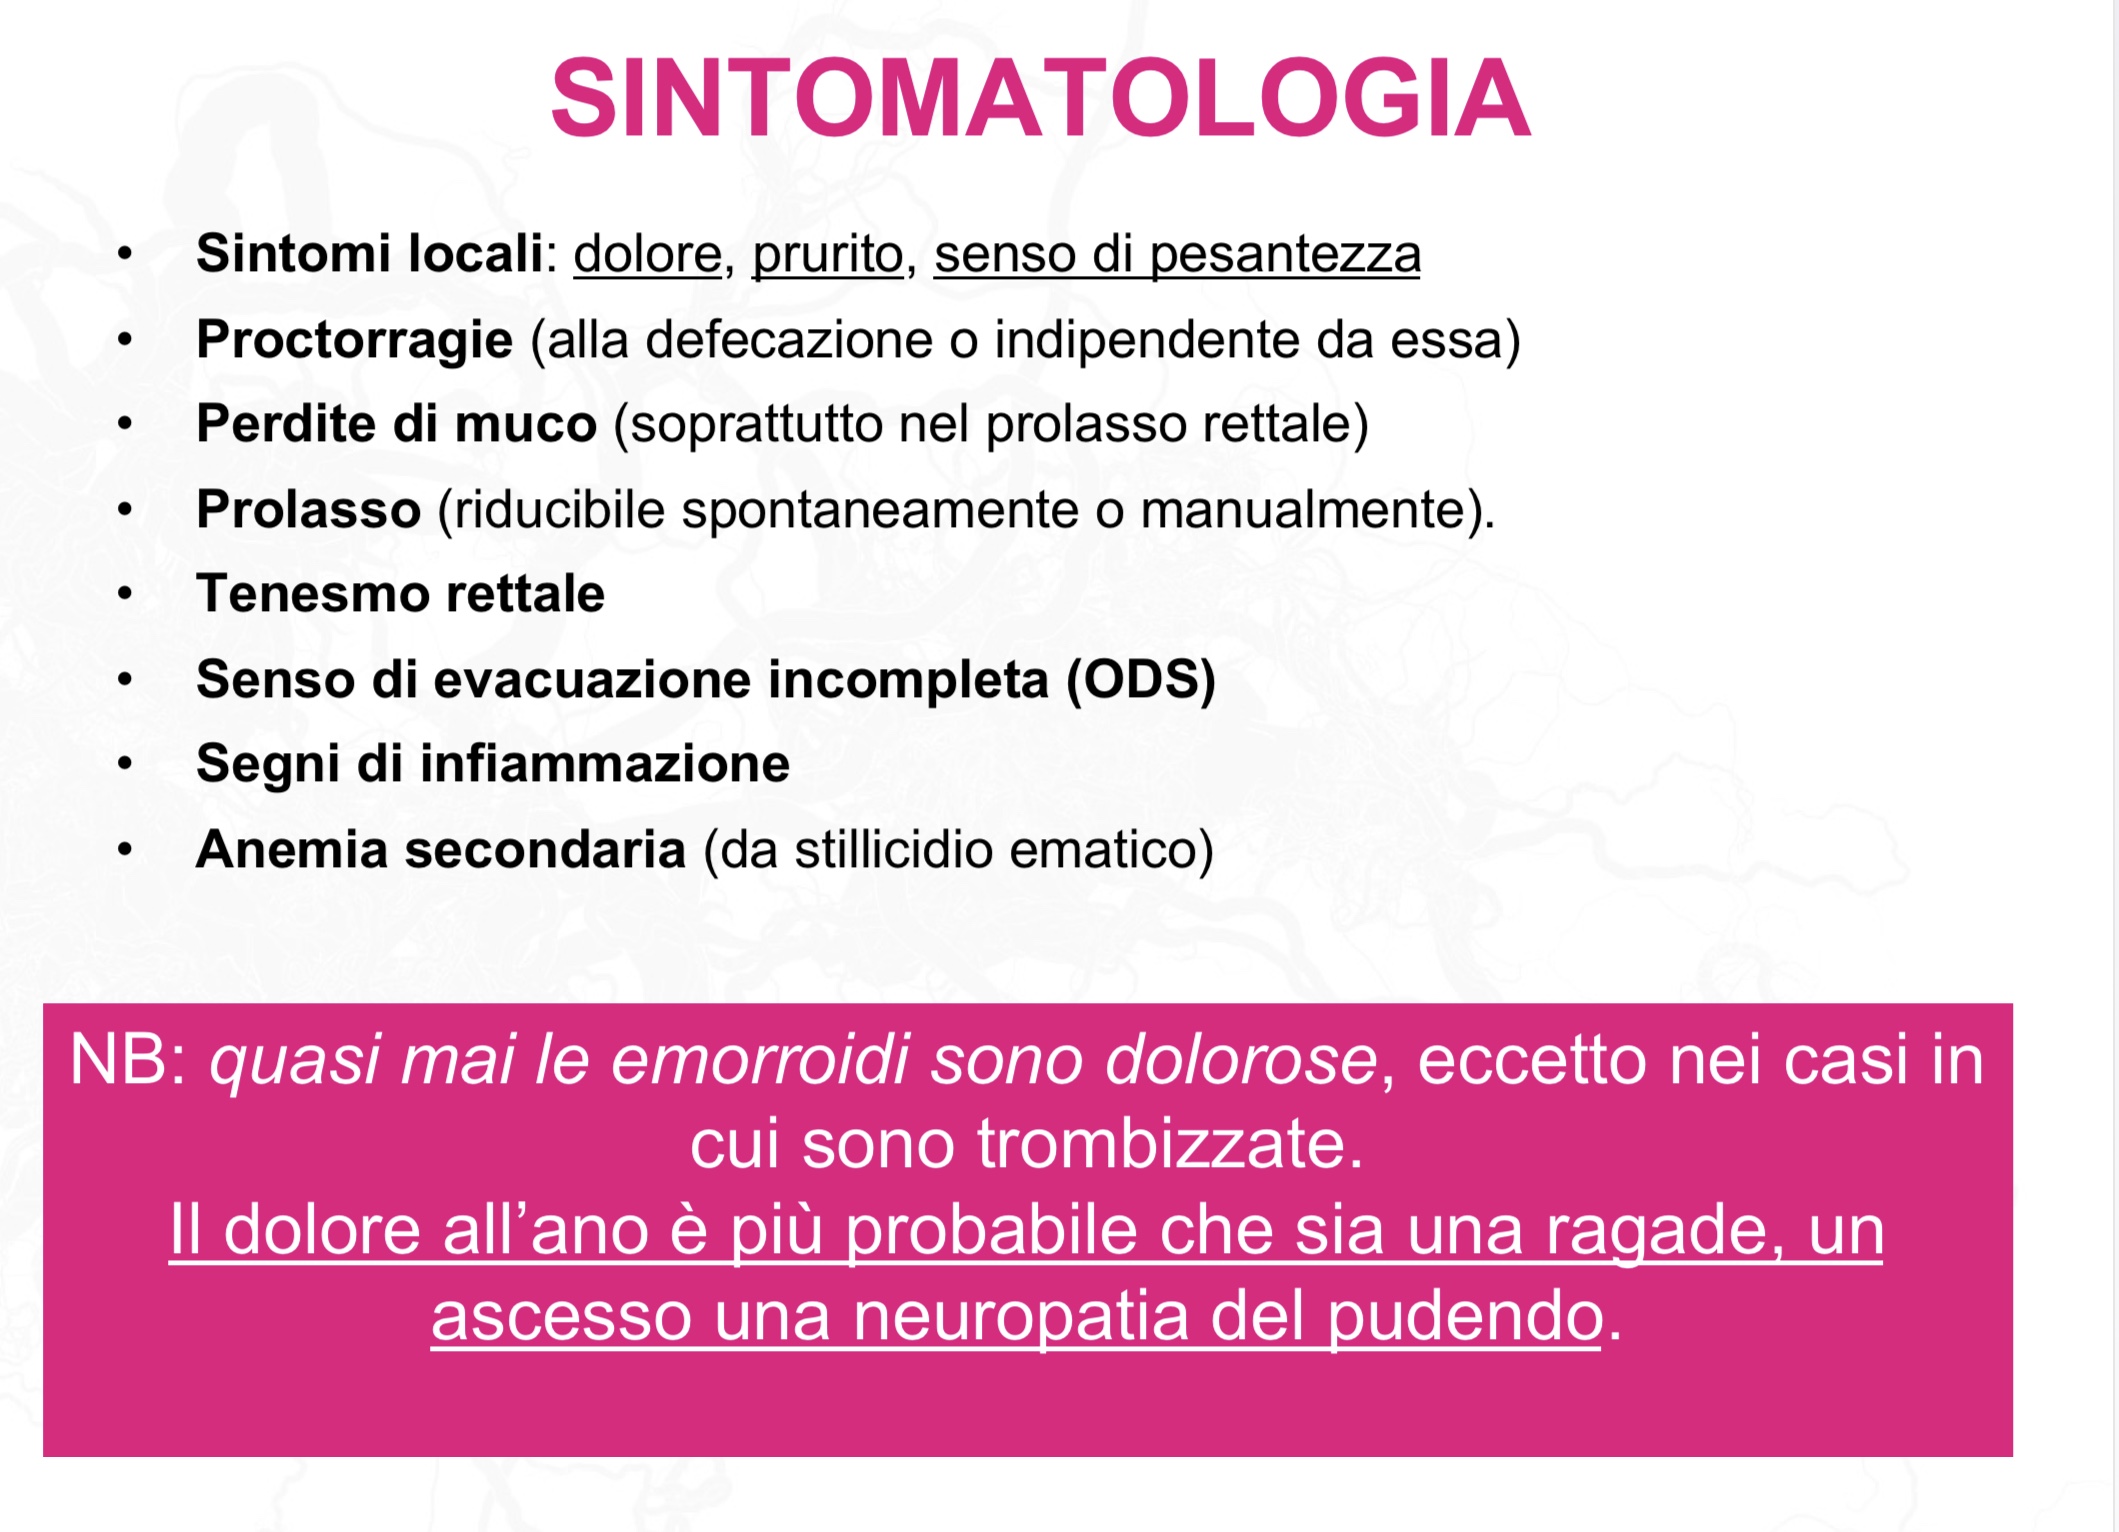 SINTOMATOLOGIA
• Sintomi locali: dolore, prurito, senso di pesantezza
• Proctorragie (alla defecazione o indipendente da essa)
• Perdite di muco (soprattutto nel prolasso rettale)
• Prolasso (riducibile spontaneamente o manualmente).
• Tenesmo rettale
• Senso di evacuazione incompleta (ODS)
• Segni di infiammazione
• Anemia secondaria (da stillicidio ematico)
NB: quasi mai le emorroidi sono dolorose, eccetto nei casi in
cui sono trombizzate.
Il dolore all’ano è più probabile che sia una ragade, un
ascesso una neuropatia del pudendo.